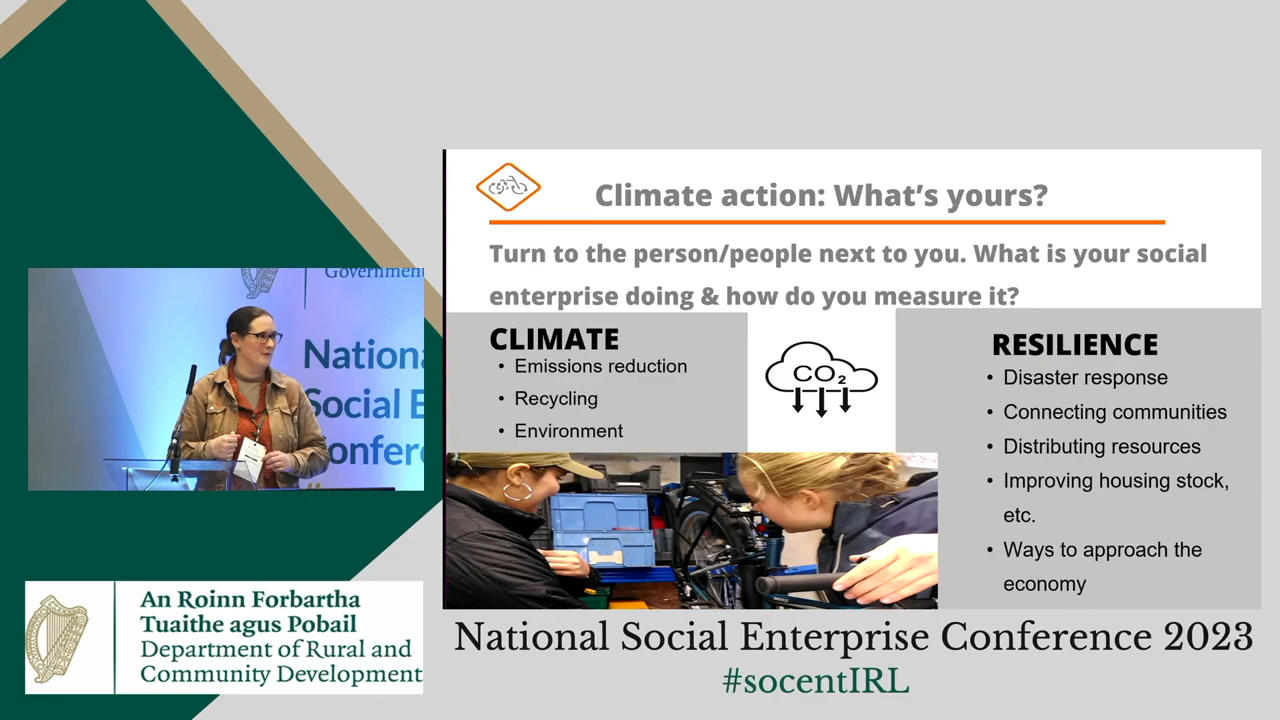 Climate action: What's yours?
Turn to the person/people next to you. What is your social
enterprise doing & how do you measure it?
CLIMATE
• Emissions reduction
• Recycling
• Environment
CO₂
RESILIENCE
• Disaster response
• Connecting communities
• Distributing resources
• Improving housing stock,
etc.
• Ways to approach the
economy
Government
Nationa
Social E
onfere
An Roinn Forbartha
Tuaithe agus Pobail
Department of Rural and
Community Development
National Social Enterprise Conference 2023
#socentIRL